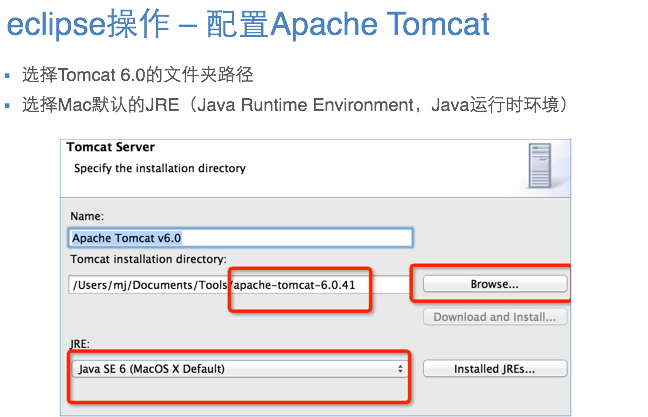 eclipse操作 – 配置Apache Tomcat
▪ 选择Tomcat 6.0的文件夹路径
▪ 选择Mac默认的JRE（Java Runtime Environment，Java运行时环境）
Tomcat Server
Specify the installation directory
Name:
Apache Tomcat v6.0
Tomcat installation directory:
/Users/mj/Documents/Tools/apache-tomcat-6.0.41
Browse...
Download and Install...
JRE:
Java SE 6 (MacOS X Default)
Installed JREs...